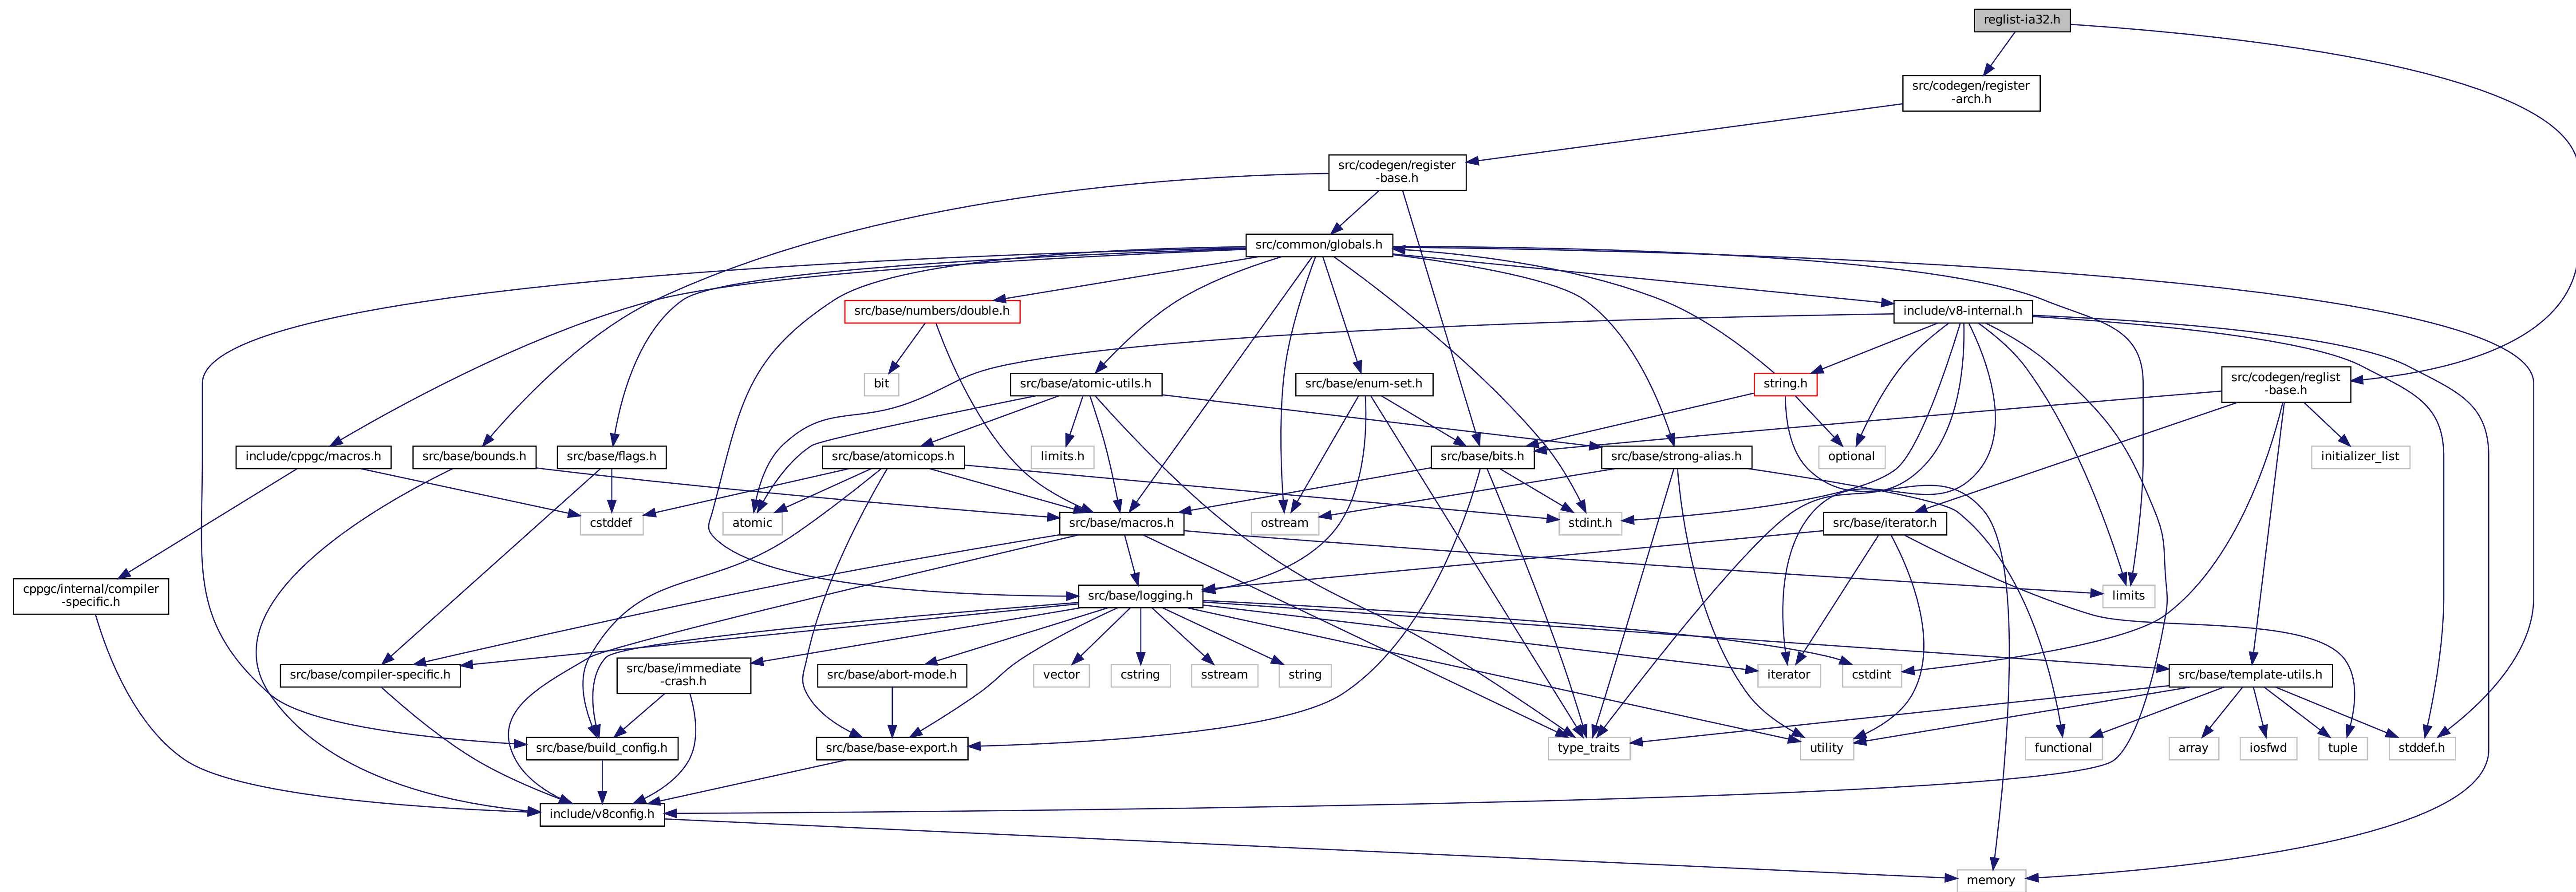 reglist-ia32.h
src/codegen/register
-arch.h
src/codegen/register
-base.h
src/common/globals.h
src/base/numbers/double.h
include/v8-internal.h
bit
src/base/atomic-utils.h
src/base/enum-set.h
string.h
src/codegen/reglist
-base.h
include/cppgc/macros.h
src/base/bounds.h
src/base/flags.h
src/base/atomicops.h
limits.h
src/base/bits.h
src/base/strong-alias.h
optional
initializer_list
cstddef
atomic
src/base/macros.h
ostream
stdint.h
src/base/iterator.h
cppgc/internal/compiler
-specific.h
src/base/logging.h
limits
src/base/compiler-specific.h
src/base/immediate
-crash.h
src/base/abort-mode.h
vector
cstring
sstream
string
iterator
cstdint
src/base/template-utils.h
src/base/build_config.h
src/base/base-export.h
type_traits
utility
functional
array
iosfwd
tuple
stddef.h
include/v8config.h
memory